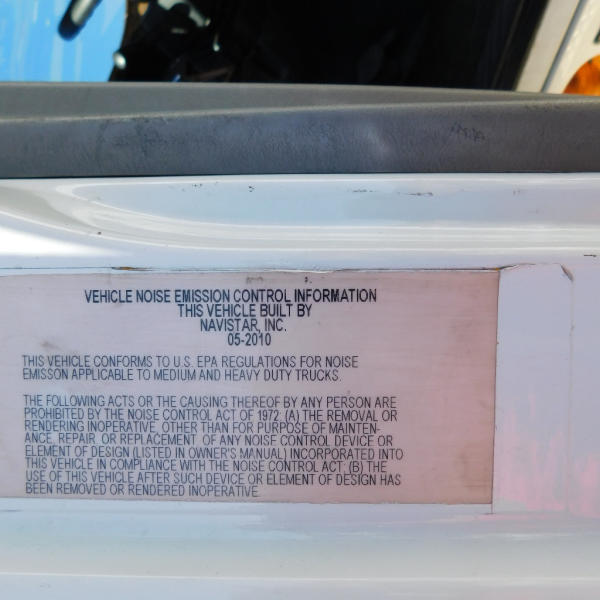 VEHICLE NOISE EMISSION CONTROL INFORMATION
THIS VEHICLE BUILT BY
NAVISTAR, INC.
05-2010
THIS VEHICLE CONFORMS TO U.S. EPA REGULATIONS FOR NOISE
EMISSON APPLICABLE TO MEDIUM AND HEAVY DUTY TRUCKS.
THE FOLLOWING ACTS OR THE CAUSING THEREOF BY ANY PERSON ARE
PROHIBITED BY THE NOISE CONTROL ACT OF 1972: (A) THE REMOVAL OR
RENDERING INOPERATIVE, OTHER THAN FOR PURPOSE OF MAINTEN-
ANCE, REPAIR, OR REPLACEMENT, OF ANY NOISE CONTROL DEVICE OR
ELEMENT OF DESIGN (LISTED IN OWNER'S MANUAL) INCORPORATED INTO
THIS VEHICLE IN COMPLIANCE WITH THE NOISE CONTROL ACT; (B) THE
USE OF THIS VEHICLE AFTER SUCH DEVICE OR ELEMENT OF DESIGN HAS
BEEN REMOVED OR RENDERED INOPERATIVE.